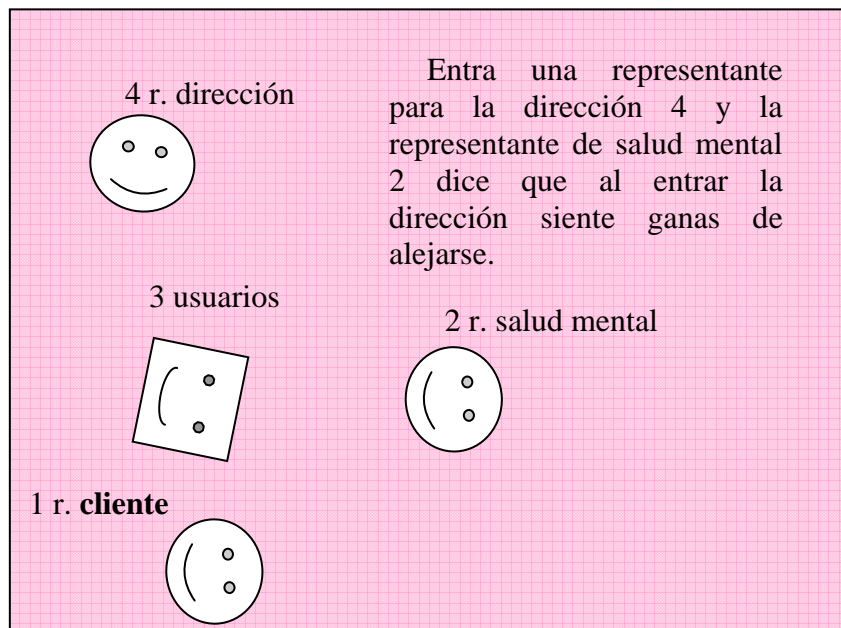 4 r. dirección
Entra una representante
para la dirección 4 y la
representante de salud mental
2 dice que al entrar la
dirección siente ganas de
alejarse.
3 usuarios
2 r. salud mental
1 r. cliente